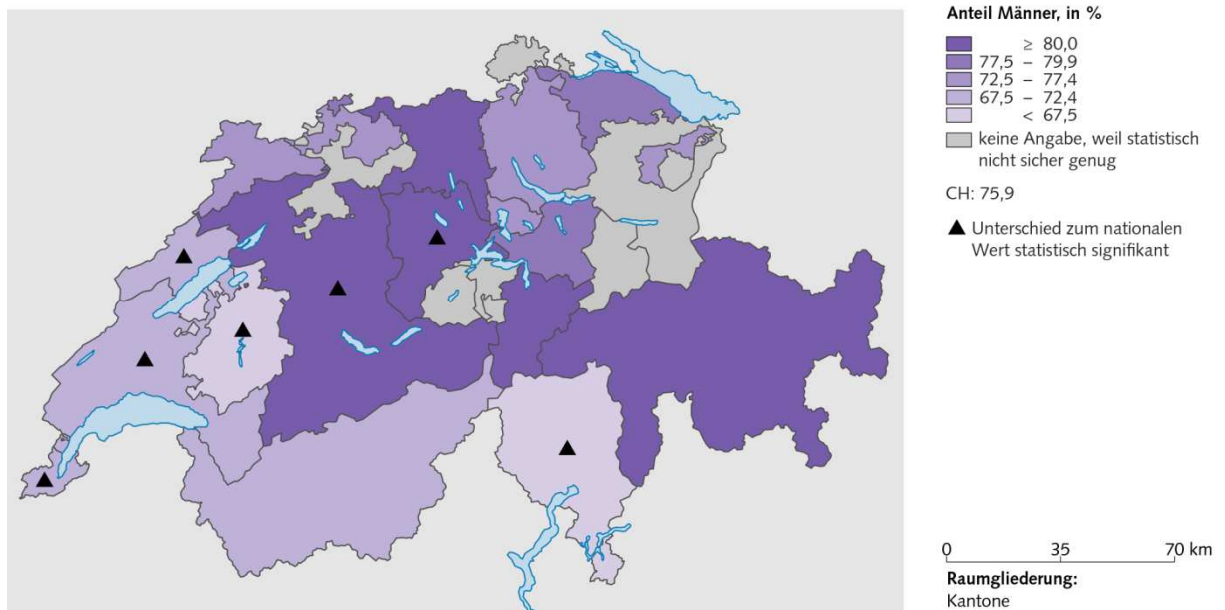 Anteil Männer, in %
≥ 80,0
77,5 – 79,9
72,5 – 77,4
67,5 – 72,4
< 67,5
keine Angabe, weil statistisch
nicht sicher genug
CH: 75,9
Unterschied zum nationalen
Wert statistisch signifikant
0 35 70 km
Raumgliederung:
Kantone